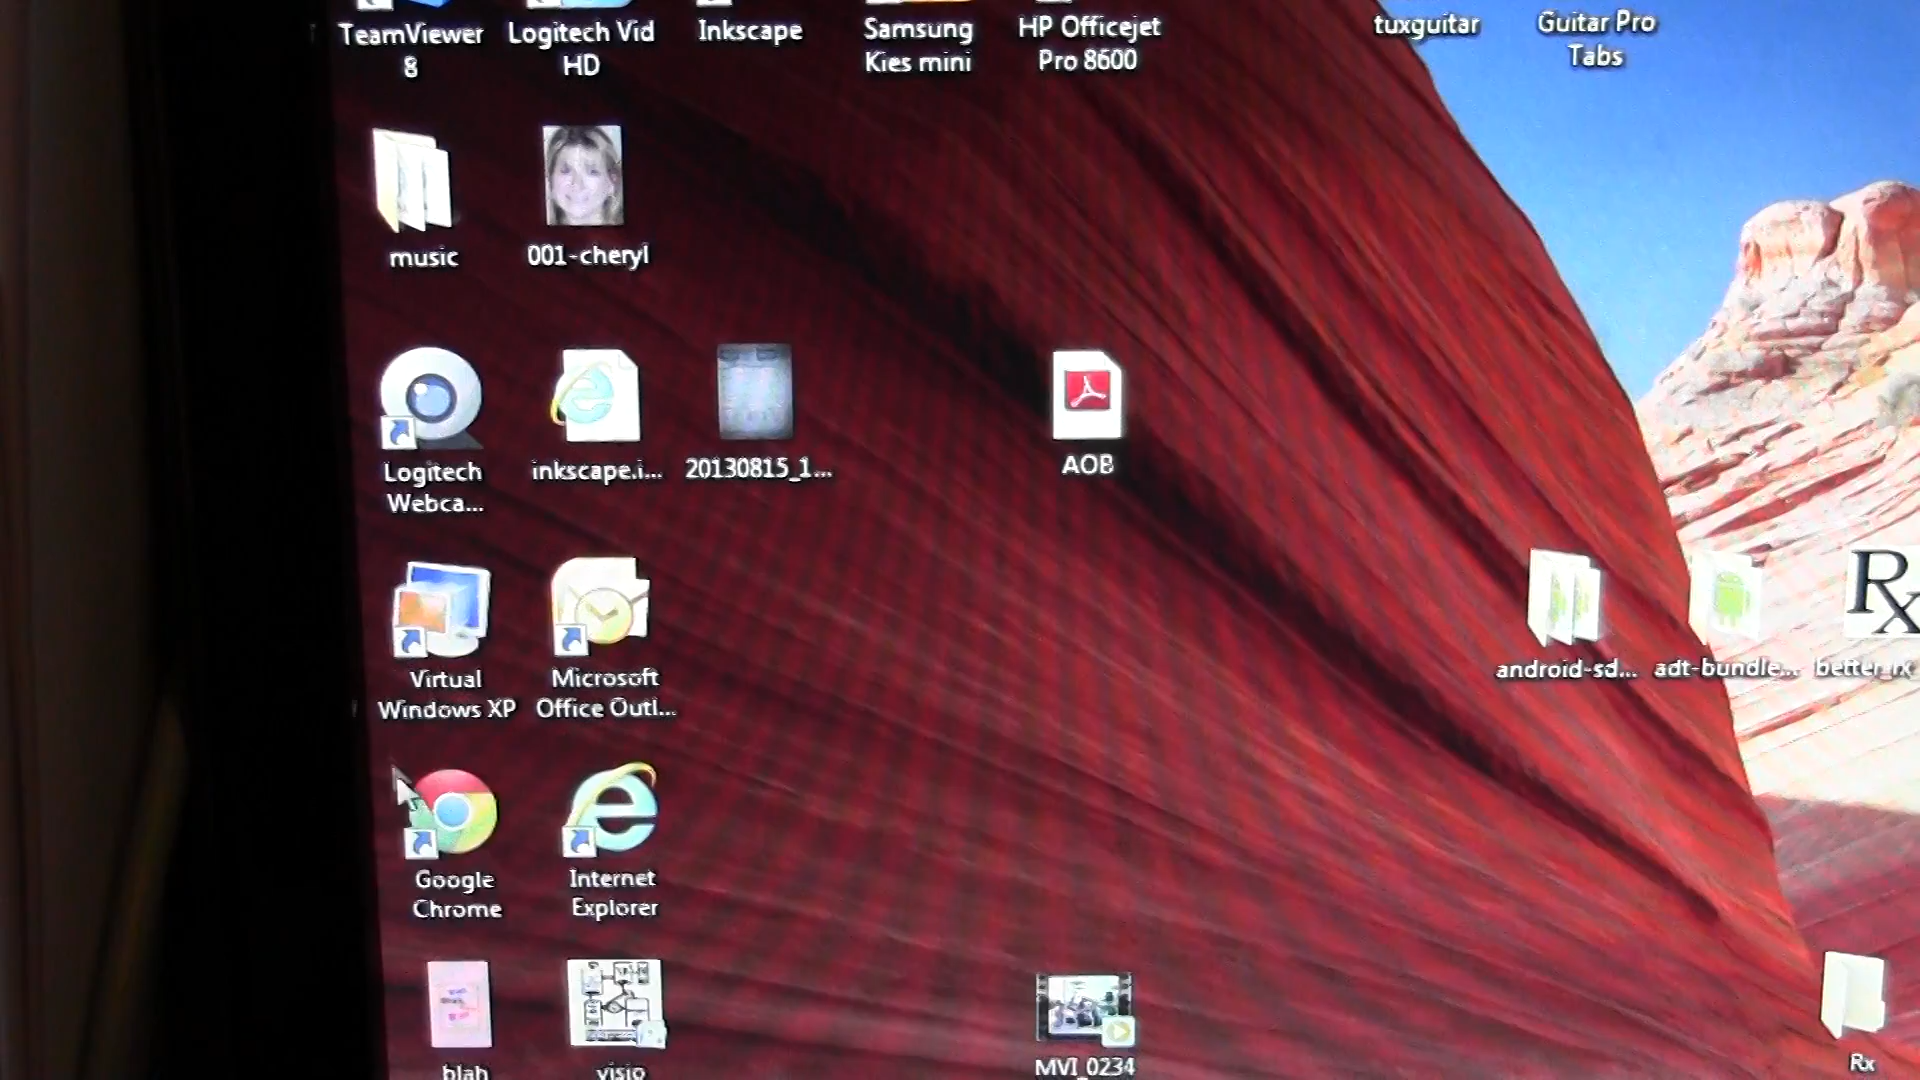 TeamViewer
8
Logitech Vid
HD
Inkscape
Samsung
Kies mini
HP Officejet
Pro 8600
tuxguitar
Guitar Pro
Tabs
music
001-cheryl
Logitech
Webca...
inkscape.i...
20130815_1...
AOB
Virtual
Windows XP
Microsoft
Office Outl...
android-sd...
adt-bundle...
better_rx
Rx
Google
Chrome
Internet
Explorer
blah
visio
MVI_0234
Rx